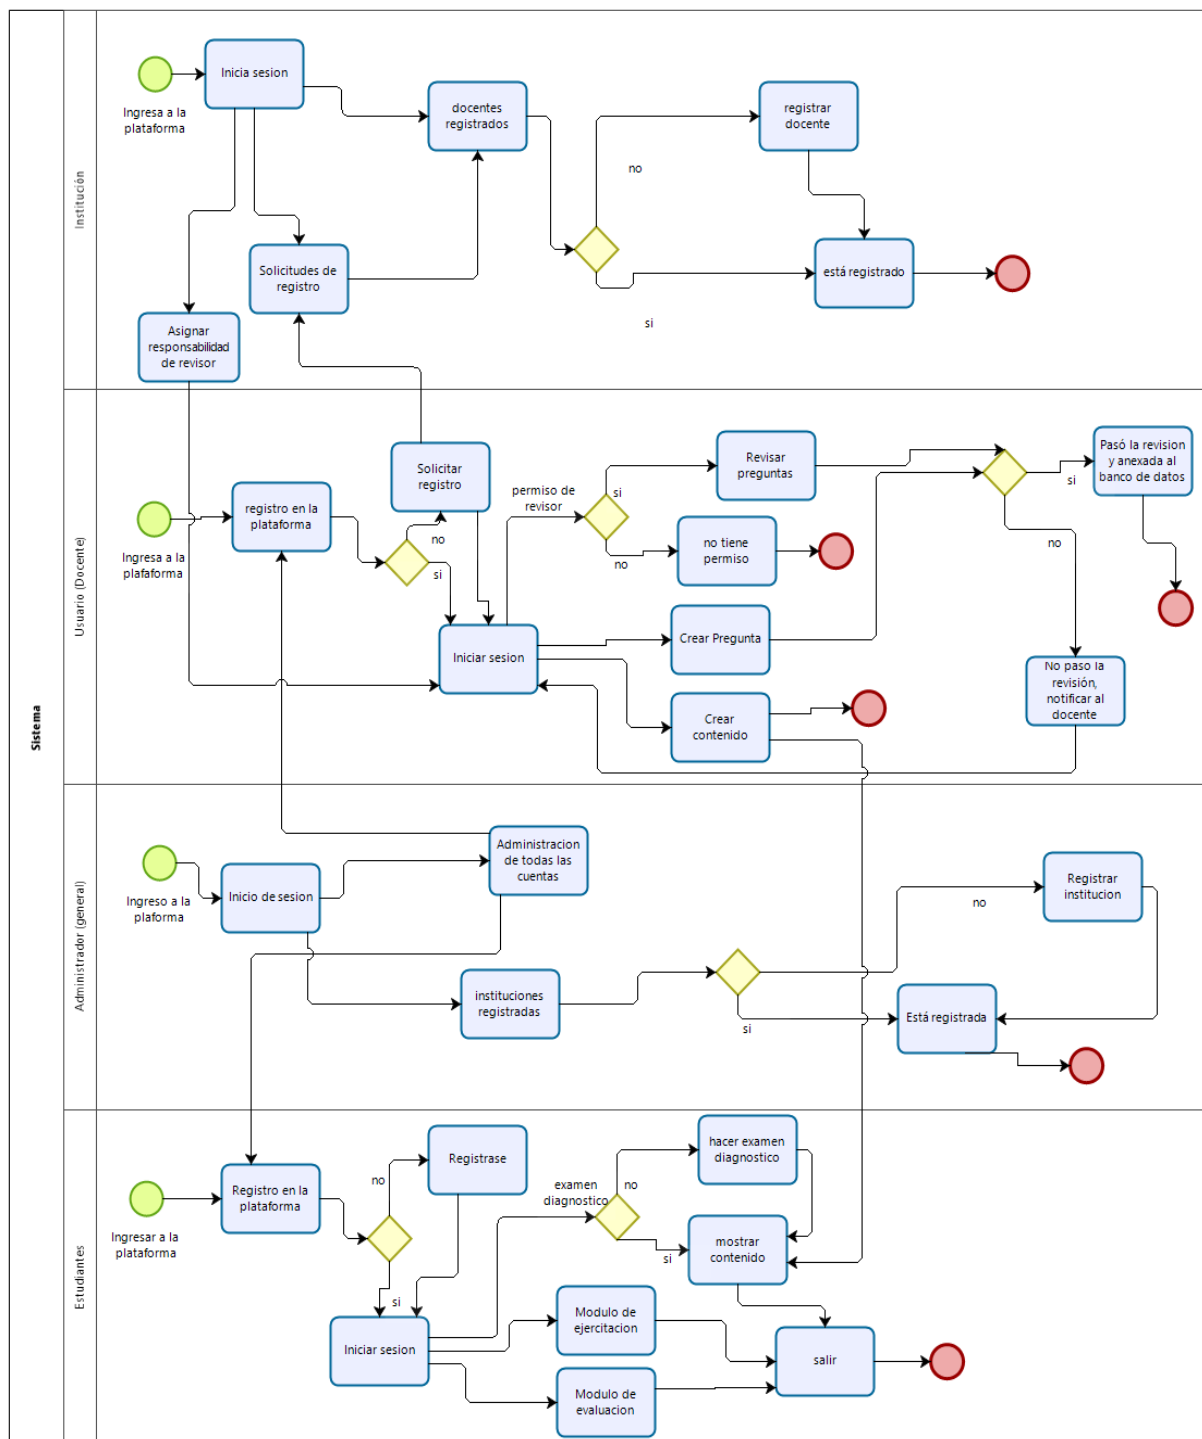 Sistema
Institución
Ingresa a la
plataforma
Inicia sesion
docentes
registrados
registrar
docente
no
si
Solicitudes de
registro
está registrado
Asignar
responsabilidad
de revisor
Usuario (Docente)
Ingresa a la
plafaforma
registro en la
plataforma
Solicitar
registro
no
si
permiso de
revisor
si
no
Revisar
preguntas
no tiene
permiso
Pasó la revision
y anexada al
banco de datos
si
no
Iniciar sesion
Crear Pregunta
Crear
contenido
No paso la
revisión,
notificar al
docente
Administrador (general)
Ingreso a la
plaforma
Inicio de sesion
Administracion
de todas las
cuentas
instituciones
registradas
no
si
Registrar
institucion
Está registrada
Estudiantes
Ingresar a la
plataforma
Registro en la
plataforma
no
si
Registrase
examen
diagnostico
no
si
hacer examen
diagnostico
mostrar
contenido
Iniciar sesion
Modulo de
ejercitacion
Modulo de
evaluacion
salir